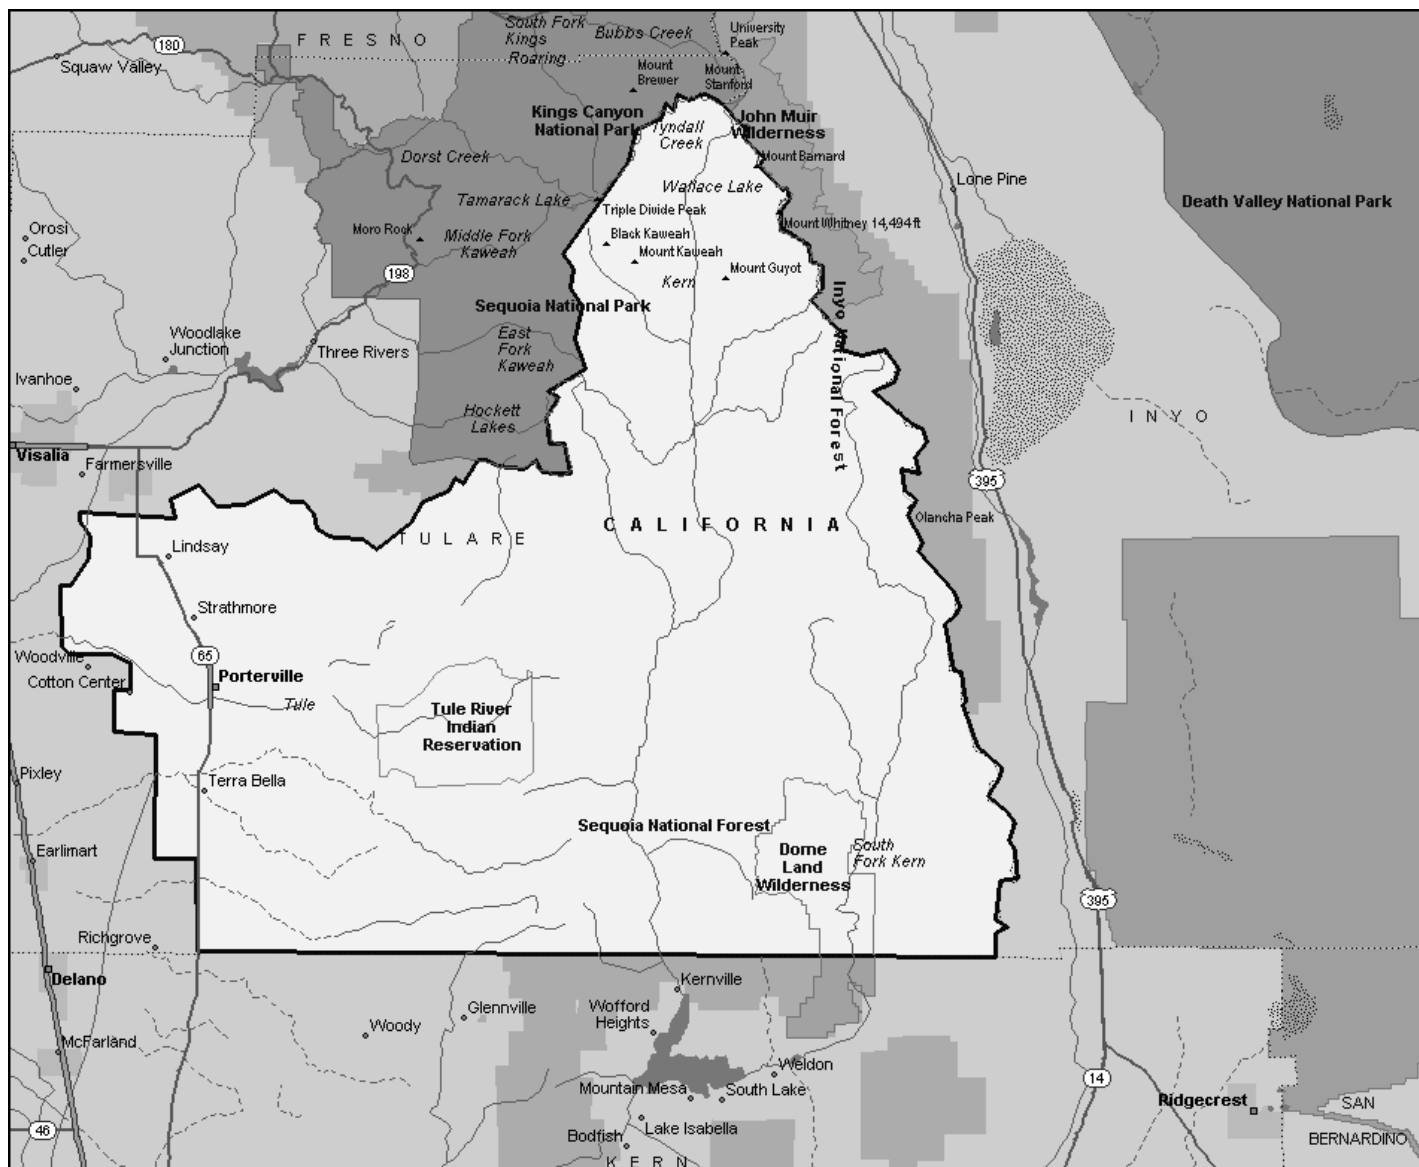 South Fork
Kings
Roaring
Bubbs Creek
University
Peak
FRESNO
180
Squaw Valley
Mount
Brewer
Mount
Stanford
Kings Canyon
National Park
Tyndall
Creek
John Muir
Wilderness
Dorst Creek
Mount Barnard
Wallace Lake
Lone Pine
Tamarack Lake
Triple Divide Peak
Death Valley National Park
Orosi
Cutler
Moro Rock
Middle Fork
Kaweah
Black Kaweah
Mount Whitney 14,494ft
Mount Kaweah
Mount Guyot
198
Kern
Sequoia National Park
Inyo National Forest
Woodlake
Junction
Three Rivers
East
Fork
Kaweah
Ivanhoe
Hockett
Lakes
INYO
Visalia
Farmersville
395
Olancha Peak
CALIFORNIA
TULARE
Lindsay
Strathmore
65
Woodville
Cotton Center
Porterville
Tule
Tule River
Indian
Reservation
Pixley
Terra Bella
Sequoia National Forest
Earlimart
Dome
Land
Wilderness
South
Fork Kern
395
Richgrove
Delano
Kernville
Glennville
Wofford
Heights
Woody
McFarland
Weldon
Mountain Mesa
South Lake
14
Ridgecrest
SAN
BERNARDINO
46
Lake Isabella
Bodfish
KERN